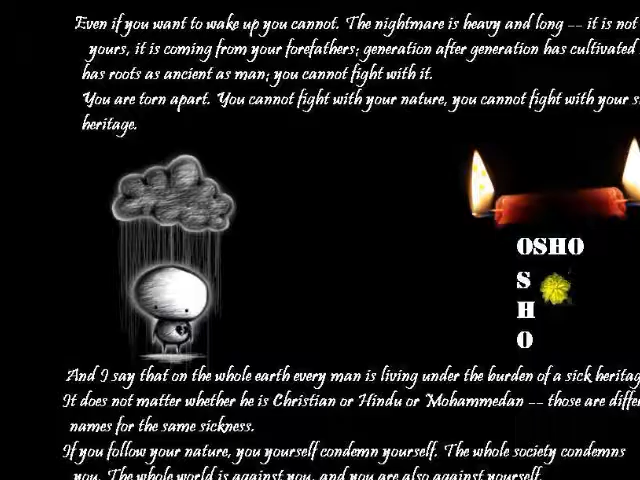 Even if you want to wake up you cannot. The nightmare is heavy and long -- it is not
yours, it is coming from your forefathers; generation after generation has cultivated
has roots as ancient as man; you cannot fight with it.
You are torn apart. You cannot fight with your nature, you cannot fight with your
heritage.
OSHO
S
H
O
And I say that on the whole earth every man is living under the burden of a sick
It does not matter whether he is Christian or Hindu or Mohammedan -- those are
names for the same sickness.
If you follow your nature, you yourself condemn yourself. The whole society condemns
you. The whole world is against you, and you are also against yourself.